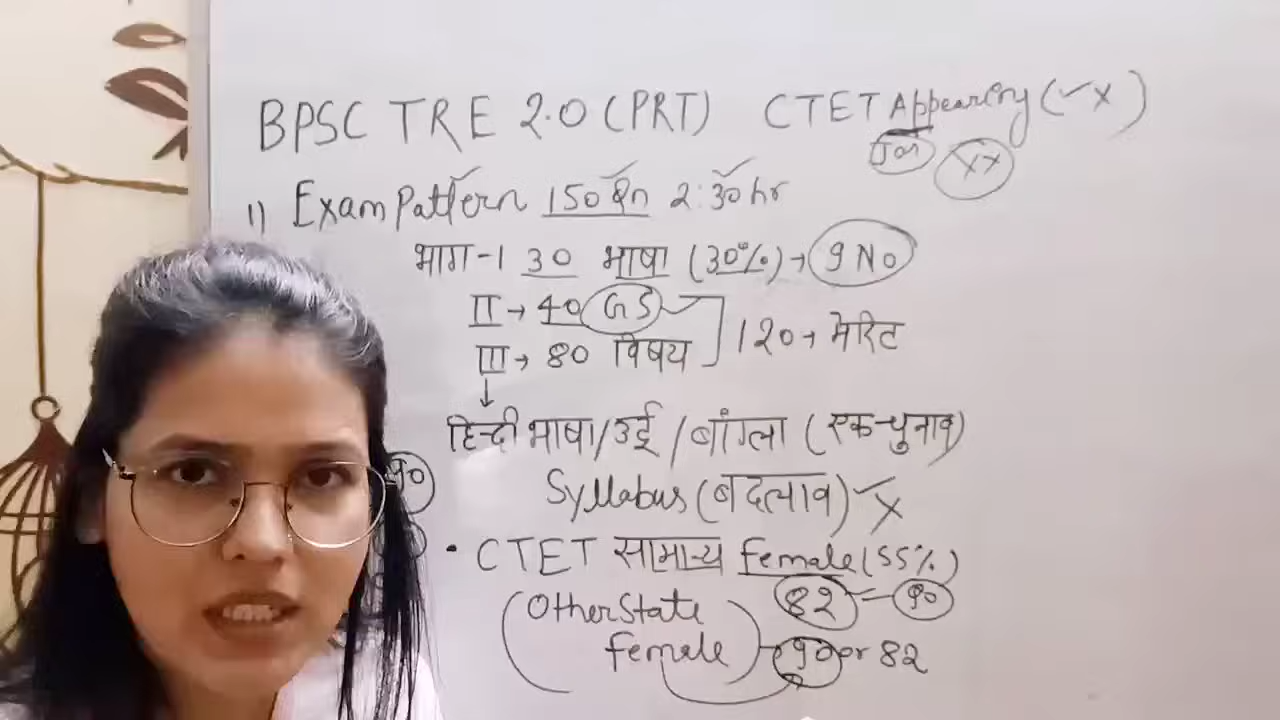 BPSC TRE 2.0 (PRT) CTET Appearing (✓×)
Jan ××
1) Exam Pattern 150 Qn 2:30 hr
भाग-1 30 भाषा (30%) → 9 No
II → 40 GS
III → 80 विषय
120 → मेरिट
हिन्दी भाषा/उर्दू/बांग्ला (एक चुनाव)
90
Syllabus (बदलाव) ✓×
• CTET सामान्य Female (55%)
82 = 90
(Other State Female) → 90 or 82